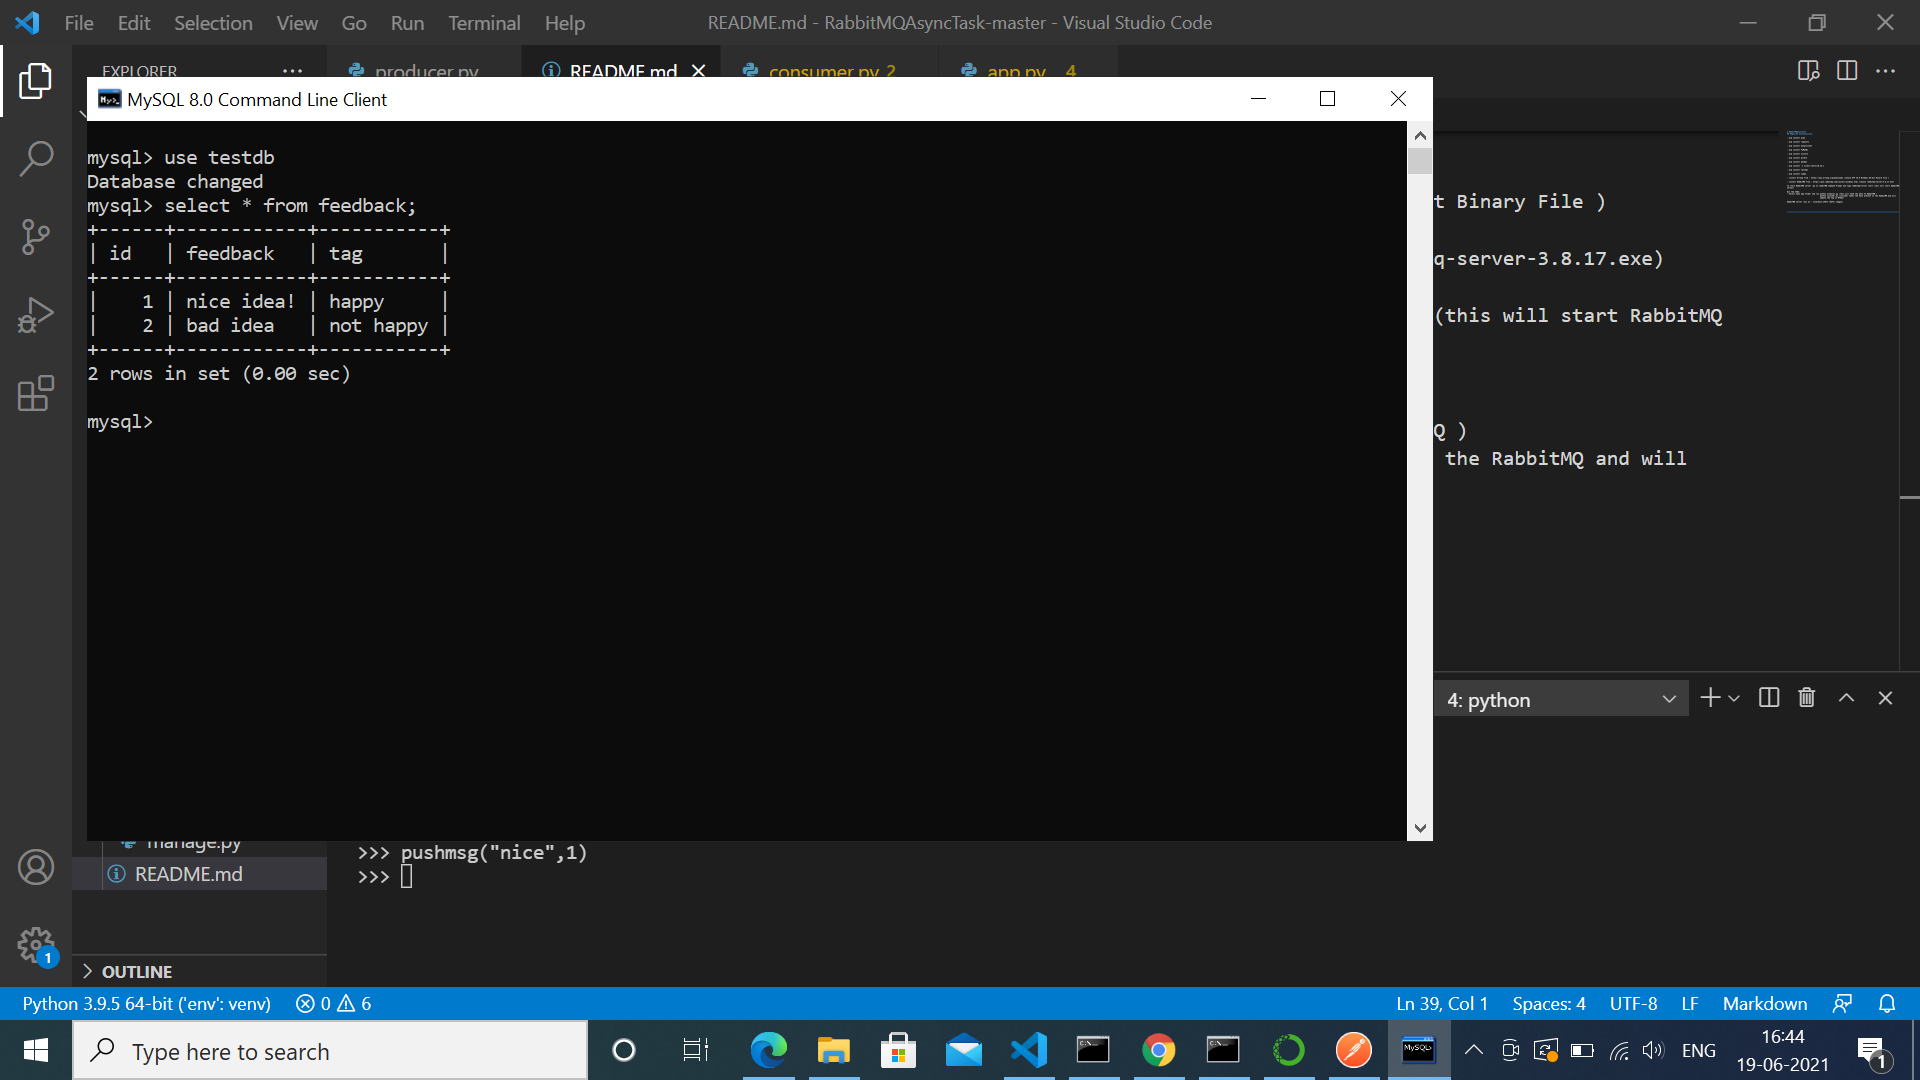 File Edit Selection View Go Run Terminal Help README.md - RabbitMQAsyncTask-master - Visual Studio Code
EXPLORER ··· producer.py README.md consumer.py 2 app.py 4
MySQL 8.0 Command Line Client
mysql> use testdb
Database changed
mysql> select * from feedback;
+------+------------+-----------+
| id   | feedback   | tag       |
+------+------------+-----------+
|    1 | nice idea! | happy     |
|    2 | bad idea   | not happy |
+------+------------+-----------+
2 rows in set (0.00 sec)
mysql>
t Binary File )
q-server-3.8.17.exe)
(this will start RabbitMQ
Q )
the RabbitMQ and will
4: python
manage.py
README.md
>>> pushmsg("nice",1)
>>>
1
OUTLINE
Python 3.9.5 64-bit ('env': venv) 0 6 Ln 39, Col 1 Spaces: 4 UTF-8 LF Markdown
Type here to search
MySQL>
ENG
16:44
19-06-2021
1